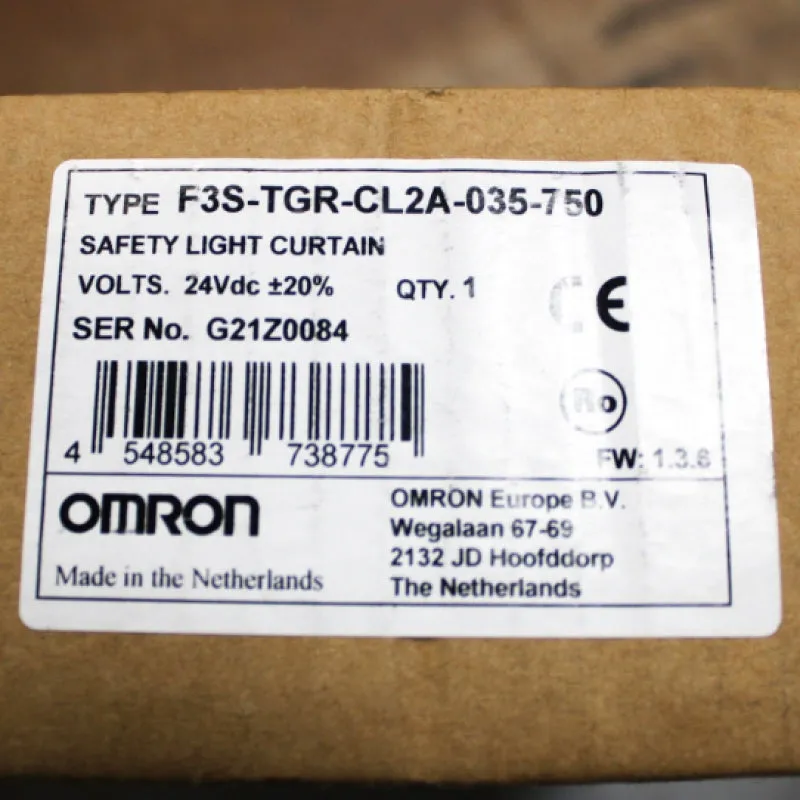 TYPE F3S-TGR-CL2A-035-750
SAFETY LIGHT CURTAIN
VOLTS. 24Vdc ±20% QTY. 1
CE
SER No. G21Z0084
Ro
4 548583 738775
FW: 1.3.6
OMRON
Made in the Netherlands
OMRON Europe B.V.
Wegalaan 67-69
2132 JD Hoofddorp
The Netherlands